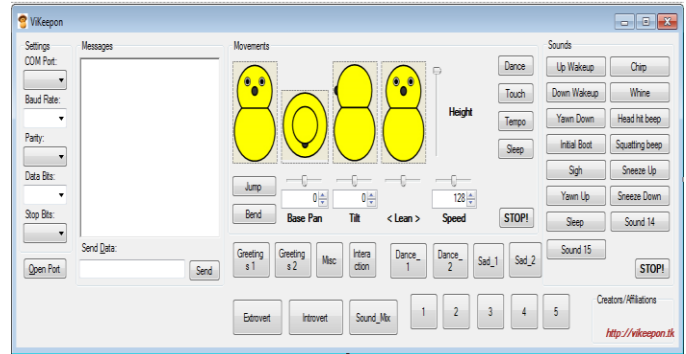 ViKeepon
Settings
COM Port:
Baud Rate:
Parity:
Data Bits:
Stop Bits:
Open Port
Messages
Send Data:
Send
Movements
Height
Dance
Touch
Tempo
Sleep
Jump
Bend
0
Base Pan
0
Tilt
< Lean >
128
Speed
STOP!
Greeting
s 1
Greeting
s 2
Misc
Intera
ction
Dance_
1
Dance_
2
Sad_1
Sad_2
Extrovert
Introvert
Sound_Mix
1
2
3
4
5
Sounds
Up Wakeup
Chirp
Down Wakeup
Whine
Yawn Down
Head hit beep
Initial Boot
Squatting beep
Sigh
Sneeze Up
Yawn Up
Sneeze Down
Sleep
Sound 14
Sound 15
STOP!
Creators/Affiliations
http://vikeepon.tk